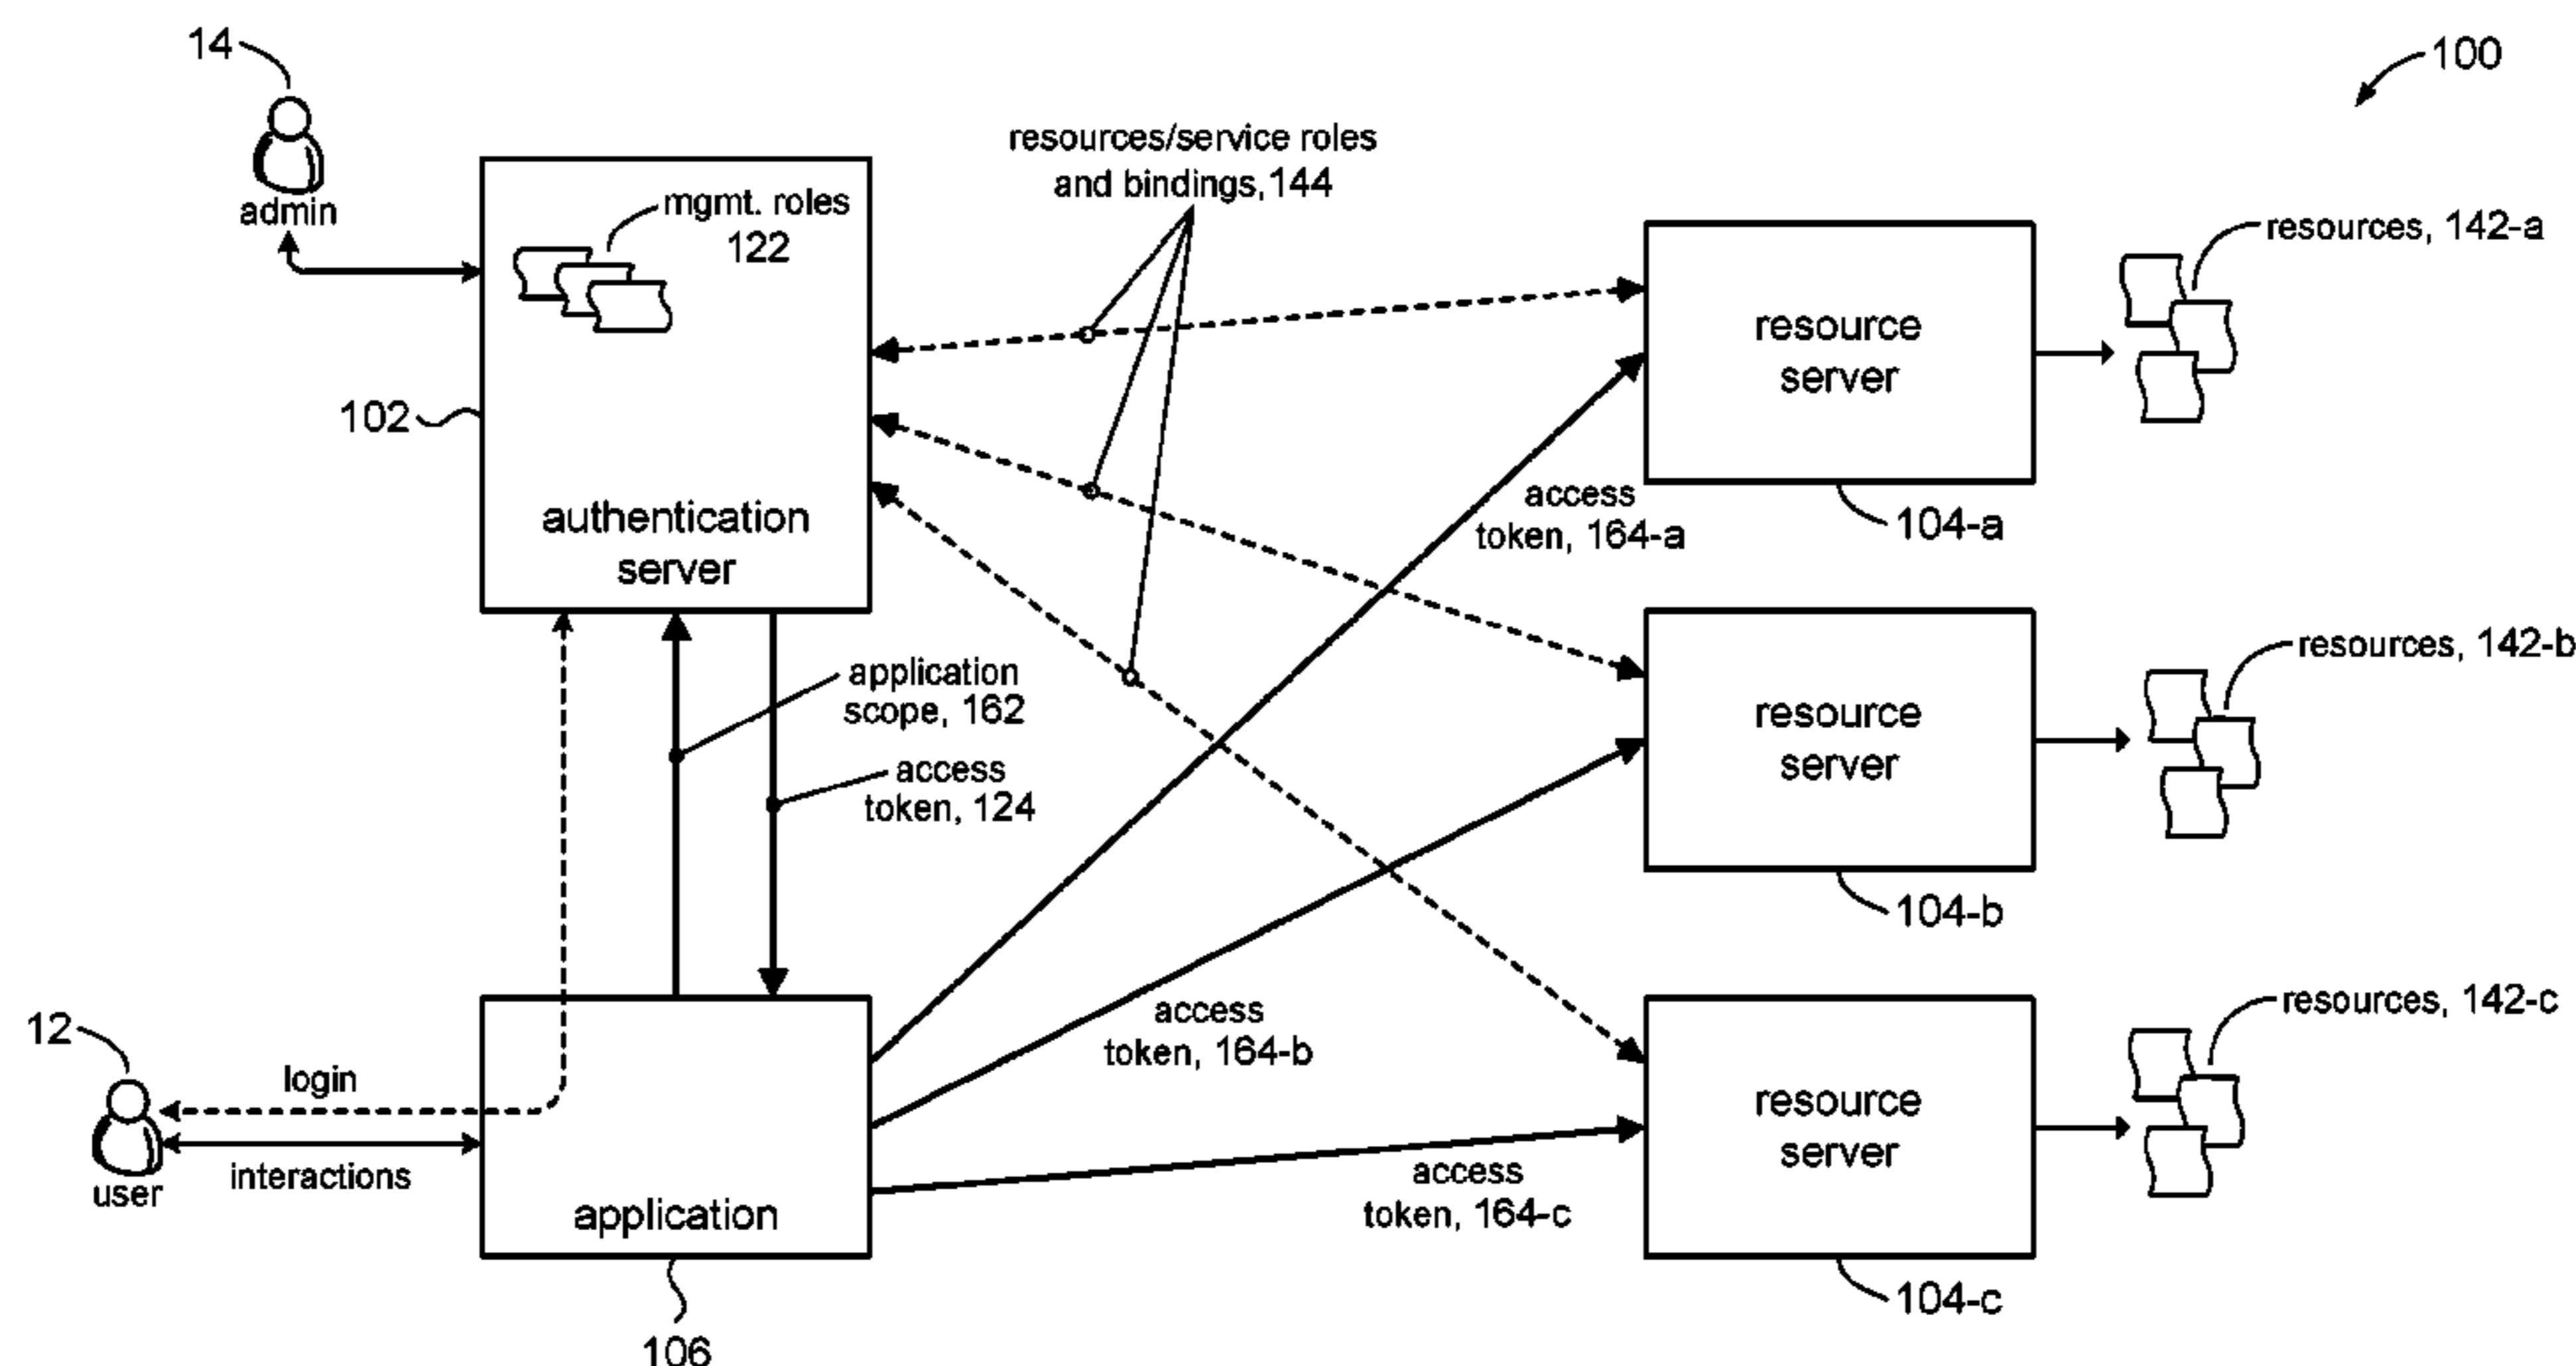 14
100
admin
resources/service roles
and bindings, 144
mgmt. roles
122
102
authentication
server
resource
server
resources, 142-a
104-a
access
token, 164-a
application
scope, 162
access
token, 124
resource
server
resources, 142-b
104-b
12
login
interactions
user
application
106
access
token, 164-b
access
token, 164-c
resource
server
resources, 142-c
104-c